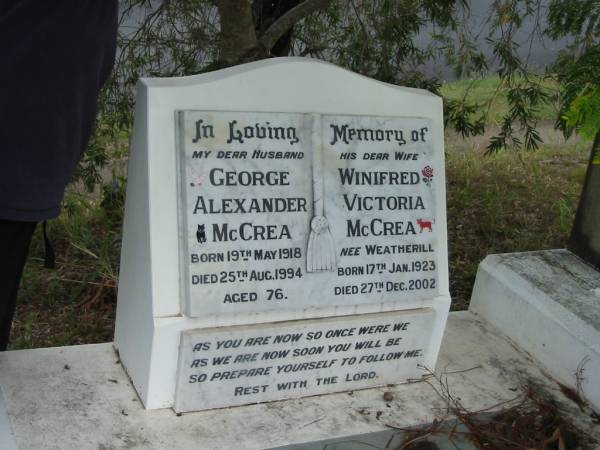 In Loving
MY DEAR HUSBAND
GEORGE
ALEXANDER
McCREA
BORN 19TH MAY 1918
DIED 25TH AUG. 1994
AGED 76.
Memory of
HIS DEAR WIFE
WINIFRED
VICTORIA
McCREA
NEE WEATHERILL
BORN 17TH JAN. 1923
DIED 27TH DEC. 2002
AS YOU ARE NOW SO ONCE WERE WE
AS WE ARE NOW SOON YOU WILL BE
SO PREPARE YOURSELF TO FOLLOW ME.
REST WITH THE LORD.